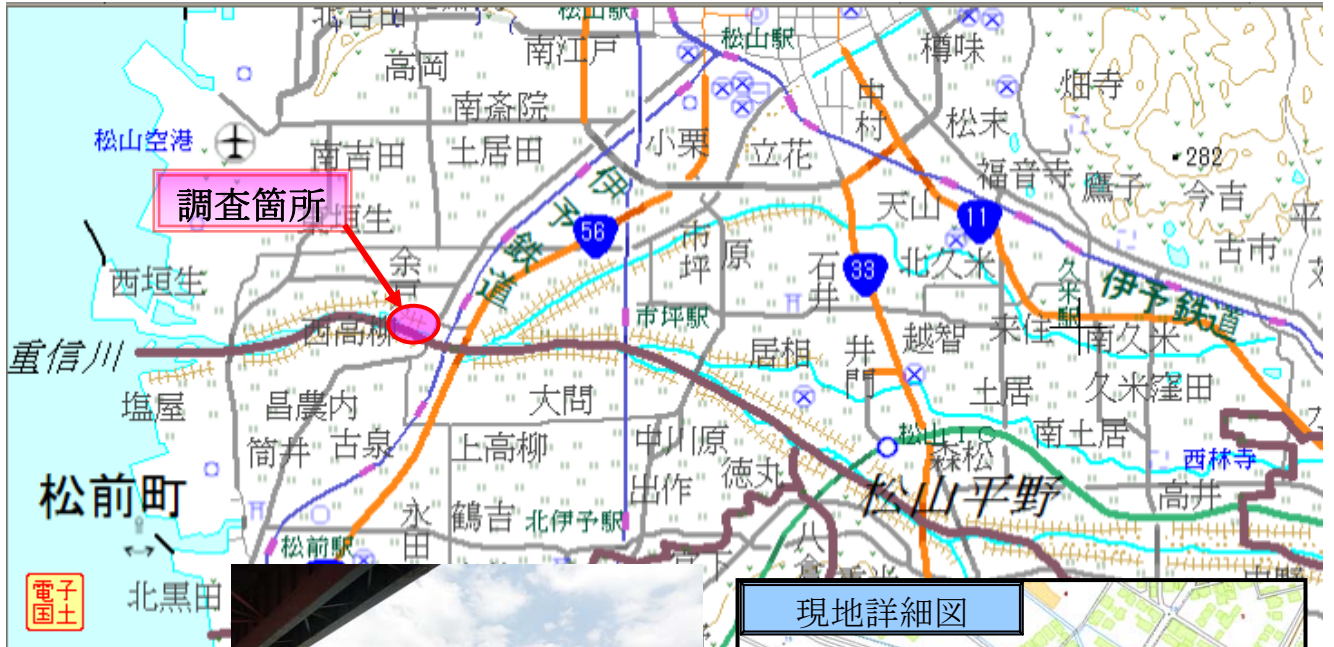 松山駅
松山駅
樽味
高岡
南江戸
畑寺
中村
南斎院
松末
松山空港
南吉田
土居田
小栗
立花
282
福音寺
鷹子
今吉
調査箇所
伊予鉄道
56
天山
11
古市
余戸
市坪
原
石井
33
北久米
久米駅
伊予鉄道
西垣生
西高柳
市坪駅
越智
来住
南久米
重信川
居相
井門
土居
久米窪田
塩屋
昌農内
大間
筒井
古泉
上高柳
中川原
松山IC
森松
南土居
西林寺
松前町
出作
徳丸
松山平野
高井
永田
鶴吉
北伊予駅
松前駅
電子国土
北黒田
現地詳細図